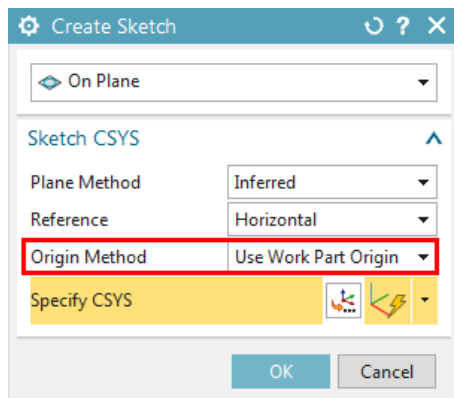 Create Sketch ?
On Plane
Sketch CSYS
Plane Method Inferred
Reference Horizontal
Origin Method Use Work Part Origin
Specify CSYS
OK Cancel